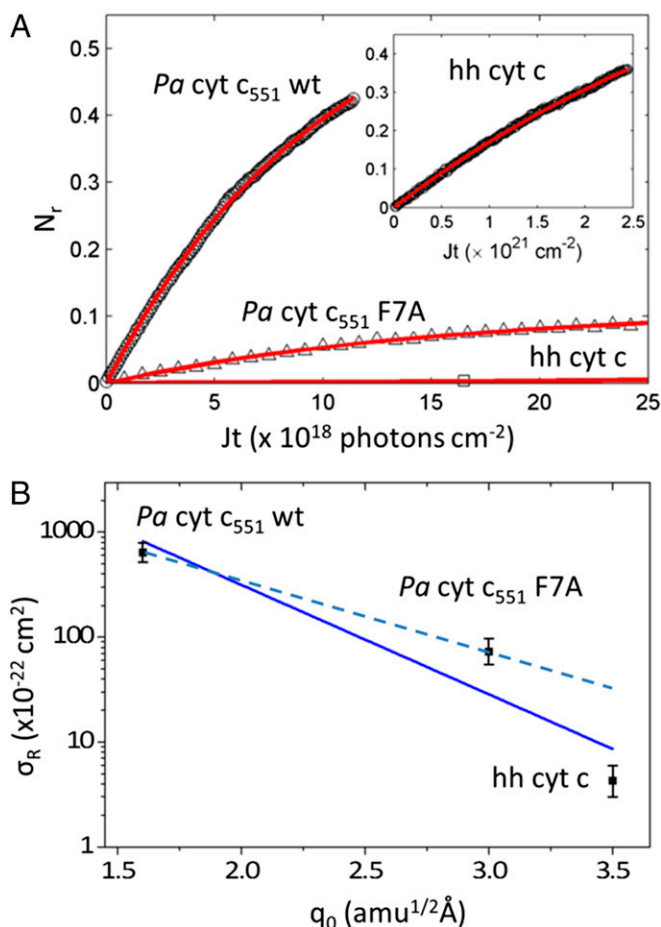 A
0.5
0.4
0.3
0.2
0.1
0
N_r
Pa cyt c₅₅₁ wt
0.4
0.3
0.2
0.1
0
hh cyt c
0 0.5 1 1.5 2 2.5
Jt (× 10²¹ cm⁻²)
Pa cyt c₅₅₁ F7A
hh cyt c
0 5 10 15 20 25
Jt (x 10¹⁸ photons cm⁻²)
B
1000
100
10
1
σ_R (x10⁻²² cm²)
Pa cyt c₅₅₁ wt
Pa cyt c₅₅₁ F7A
hh cyt c
1.5 2.0 2.5 3.0 3.5
q₀ (amu¹ᐟ²Å)